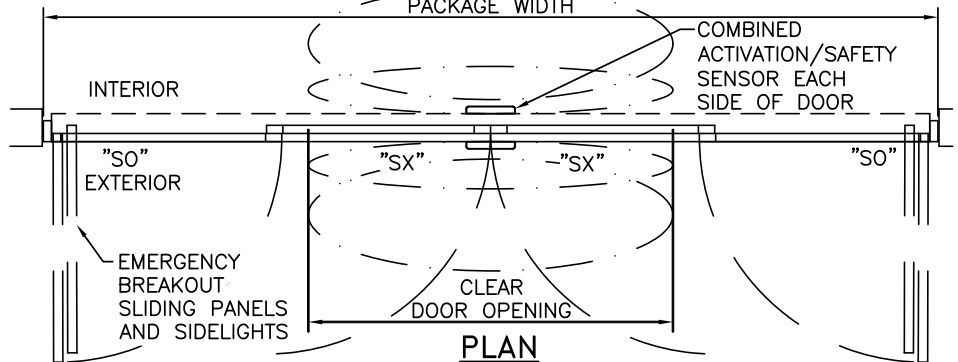 PACKAGE WIDTH
COMBINED
ACTIVATION/SAFETY
SENSOR EACH
SIDE OF DOOR
INTERIOR
"SO"
"SX"
"SX"
"SO"
EXTERIOR
EMERGENCY
BREAKOUT
SLIDING PANELS
AND SIDELIGHTS
CLEAR
DOOR OPENING
PLAN